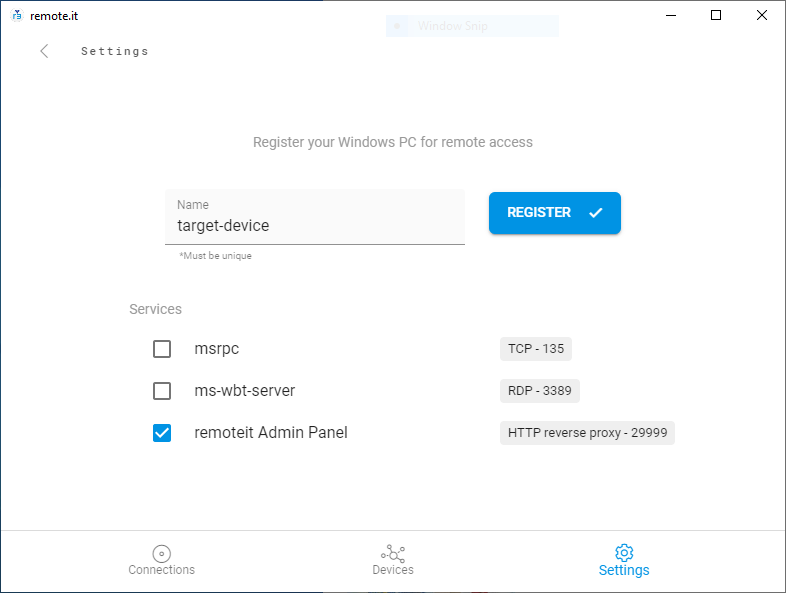 remote.it
Window Snip
Settings
Register your Windows PC for remote access
Name
target-device
REGISTER
*Must be unique
Services
msrpc TCP - 135
ms-wbt-server RDP - 3389
remoteit Admin Panel HTTP reverse proxy - 29999
Connections Devices Settings